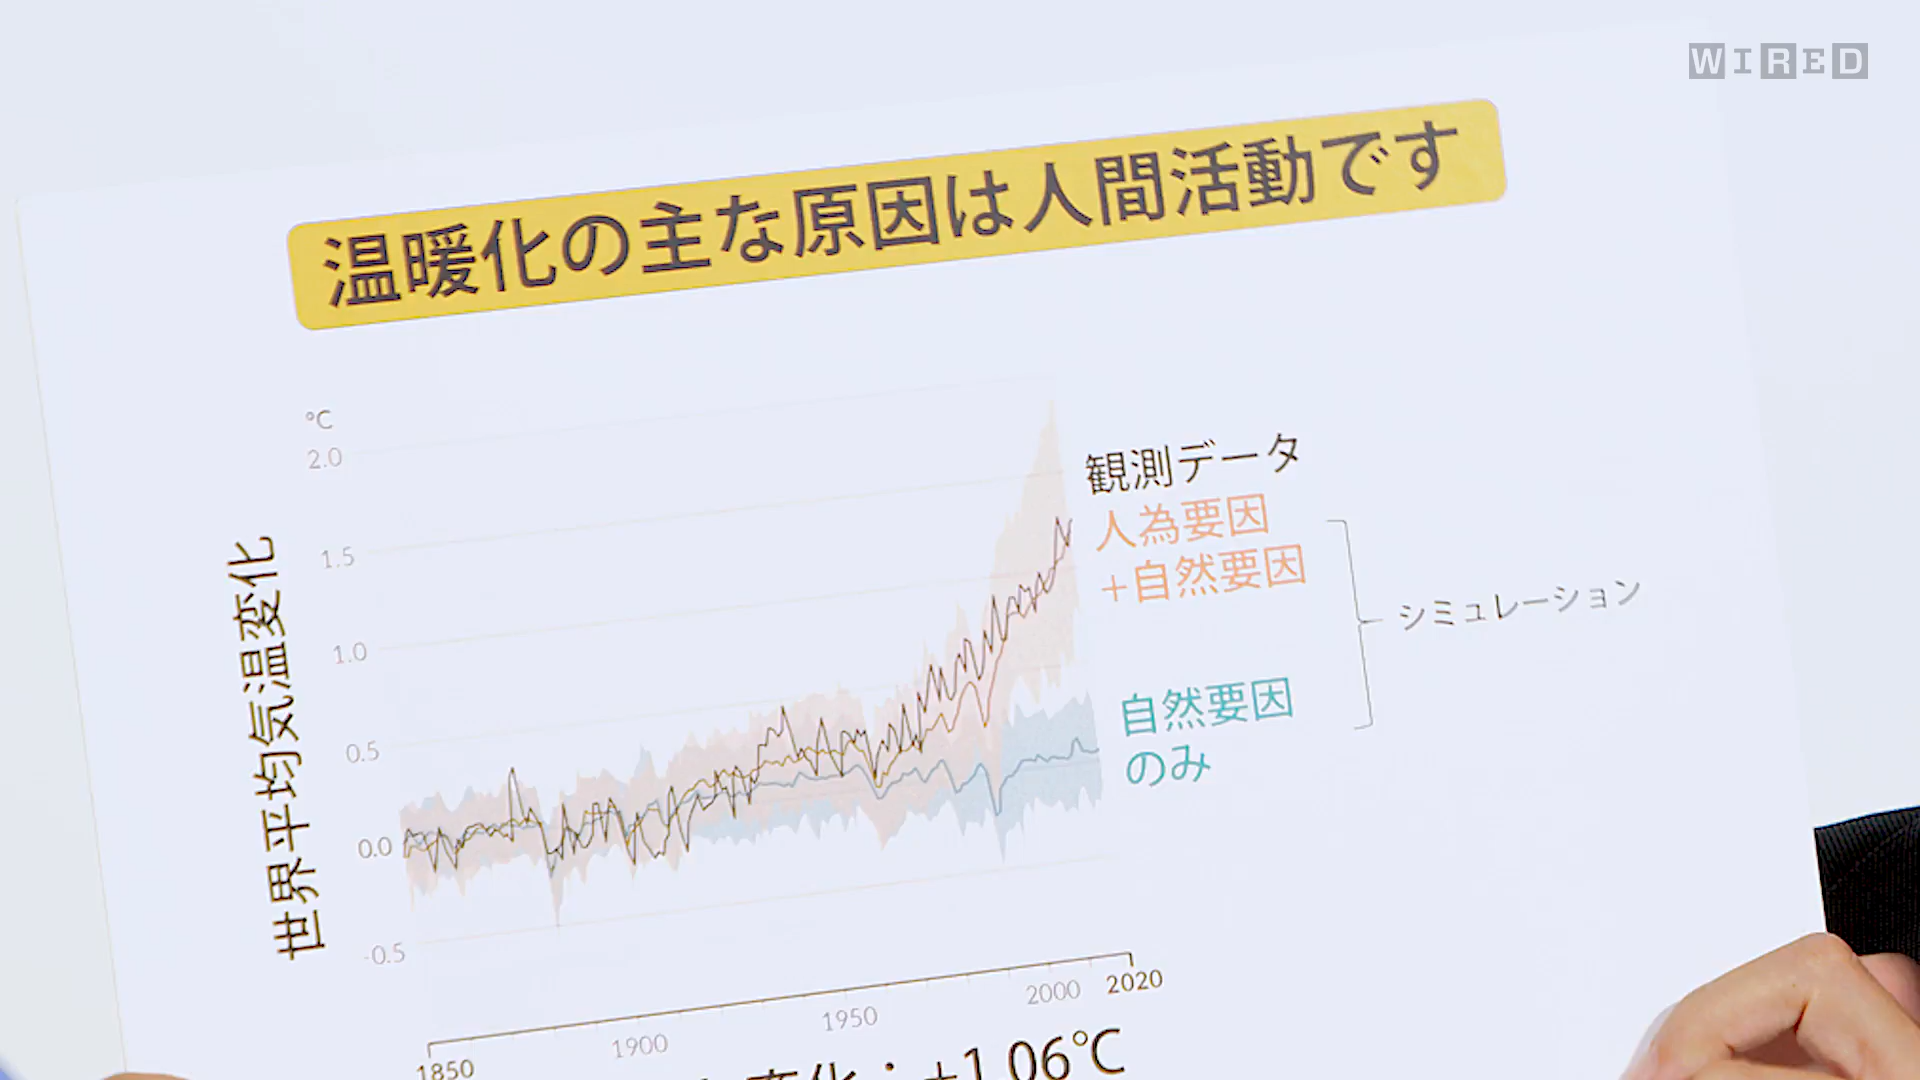 WIRED
温暖化の主な原因は人間活動です
℃
2.0
1.5
1.0
0.5
0.0
-0.5
世界平均気温変化
観測データ
人為要因
+自然要因
シミュレーション
自然要因
のみ
1850
1900
1950
2000
2020
変化：+1.06℃